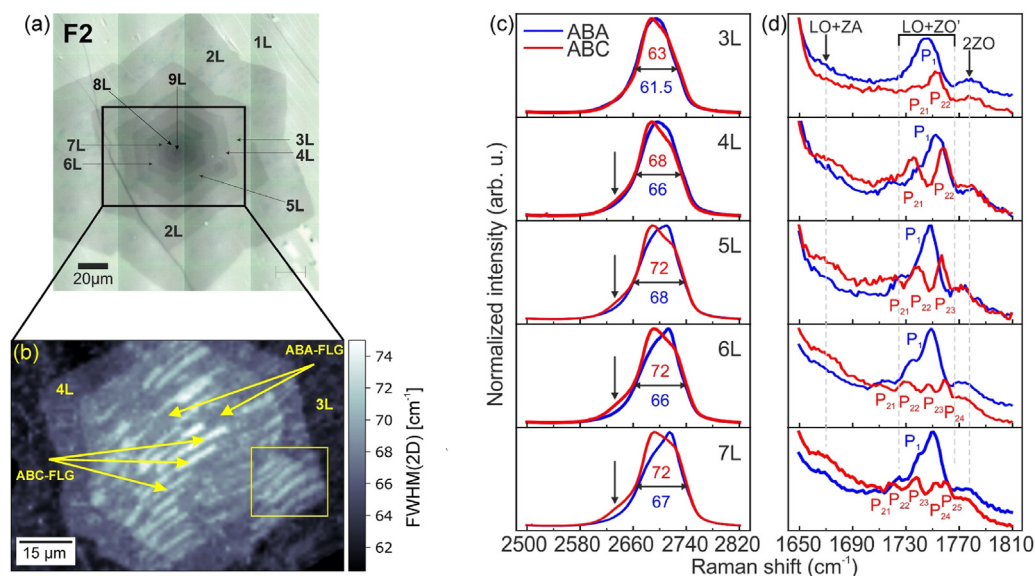 (a)
F2
2L
1L
9L
8L
7L
6L
3L
4L
5L
2L
20µm
(b)
ABA-FLG
4L
3L
ABC-FLG
15 µm
74
72
70
68
66
64
62
FWHM(2D) [cm⁻¹]
(c)
ABA
ABC
3L
63
61.5
4L
68
66
5L
72
68
6L
72
66
7L
72
67
Normalized intensity (arb. u.)
2500 2580 2660 2740 2820
(d)
LO+ZA
LO+ZO'
2ZO
P₁
P₂₁ P₂₂
P₁
P₂₁ P₂₂
P₁
P₂₁ P₂₂ P₂₃
P₁
P₂₁ P₂₂ P₂₃ P₂₄
P₁
P₂₁ P₂₂ P₂₃ P₂₄ P₂₅
1650 1690 1730 1770 1810
Raman shift (cm⁻¹)